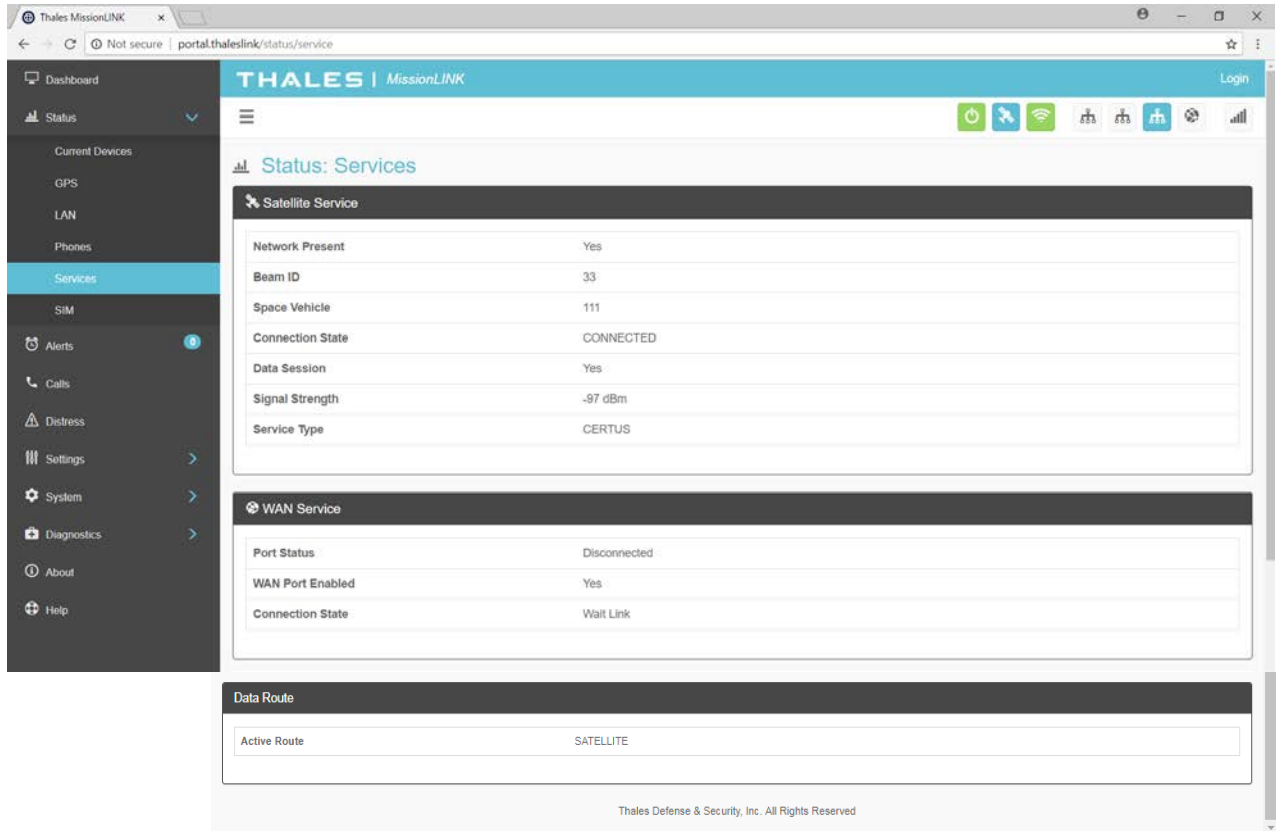 Thales MissionLINK
Not secure | portal.thaleslink/status/service
Dashboard
THALES | MissionLINK
Login
Status
Current Devices
GPS
LAN
Phones
Services
SIM
Alerts 0
Calls
Distress
Settings
System
Diagnostics
About
Help
Status: Services
Satellite Service
Network Present Yes
Beam ID 33
Space Vehicle 111
Connection State CONNECTED
Data Session Yes
Signal Strength -97 dBm
Service Type CERTUS
WAN Service
Port Status Disconnected
WAN Port Enabled Yes
Connection State Wait Link
Data Route
Active Route SATELLITE
Thales Defense & Security, Inc. All Rights Reserved